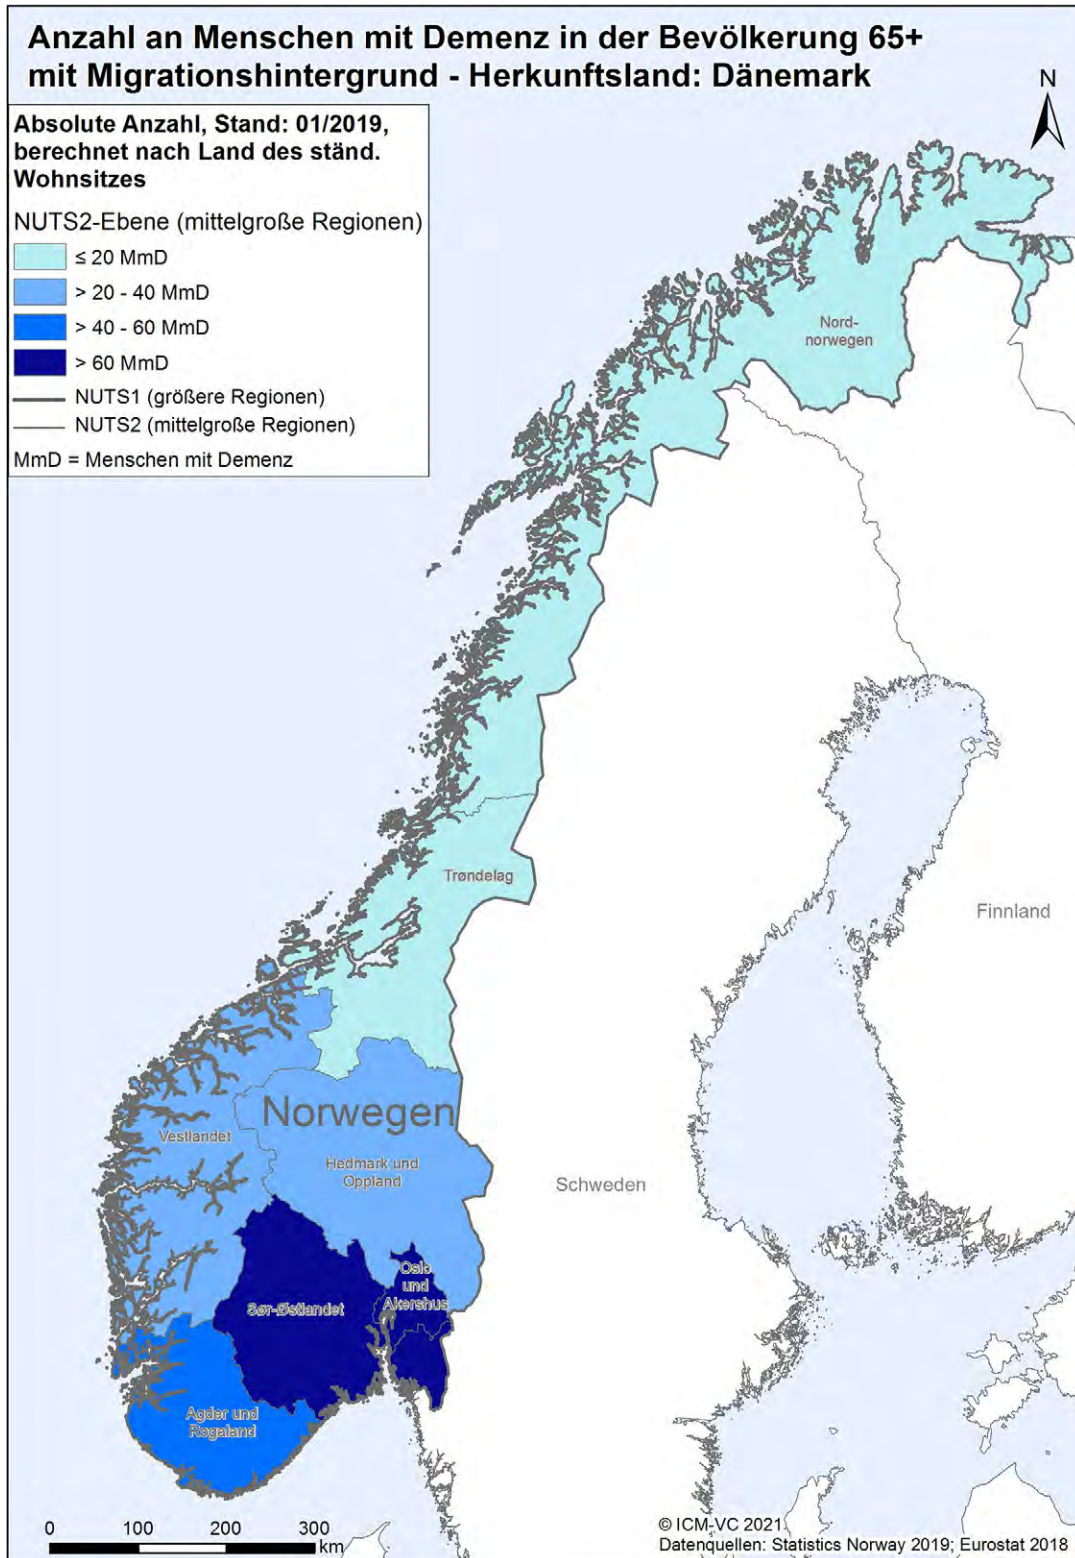 Anzahl an Menschen mit Demenz in der Bevölkerung 65+
mit Migrationshintergrund - Herkunftsland: Dänemark
Absolute Anzahl, Stand: 01/2019,
berechnet nach Land des ständ.
Wohnsitzes
NUTS2-Ebene (mittelgroße Regionen)
≤ 20 MmD
> 20 - 40 MmD
> 40 - 60 MmD
> 60 MmD
NUTS1 (größere Regionen)
NUTS2 (mittelgroße Regionen)
MmD = Menschen mit Demenz
N
Nord-
norwegen
Trøndelag
Finnland
Norwegen
Vestlandet
Hedmark und
Oppland
Schweden
Oslo
und
Akershus
Sør-Østlandet
Agder und
Rogaland
0 100 200 300
km
© ICM-VC 2021
Datenquellen: Statistics Norway 2019; Eurostat 2018